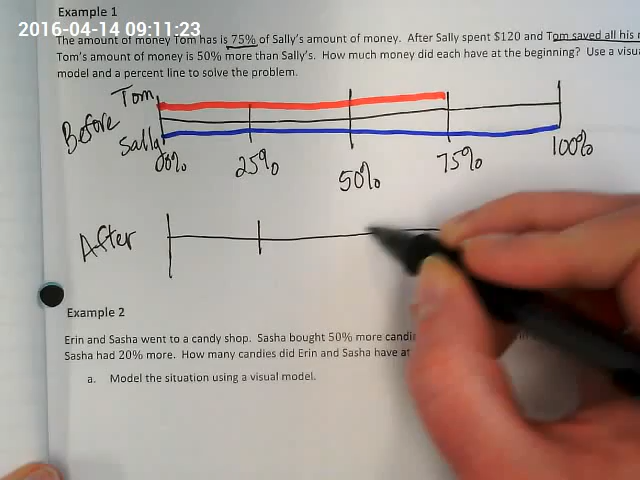 Example 1
2016-04-14 09:11:23
The amount of money Tom has is 75% of Sally's amount of money. After Sally spent $120 and Tom saved all his
Tom's amount of money is 50% more than Sally's. How much money did each have at the beginning? Use a visu
model and a percent line to solve the problem.
Tom
Before
Sally
0% 25% 50% 75% 100%
After
Example 2
Erin and Sasha went to a candy shop. Sasha bought 50% more candi
Sasha had 20% more. How many candies did Erin and Sasha have at
a. Model the situation using a visual model.